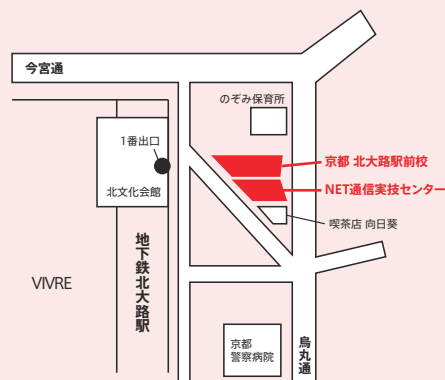 今宮通
のぞみ保育所
1番出口
北文化会館
京都 北大路駅前校
NET通信実技センター
喫茶店 向日葵
地下鉄北大路駅
VIVRE
京都
警察病院
烏丸通